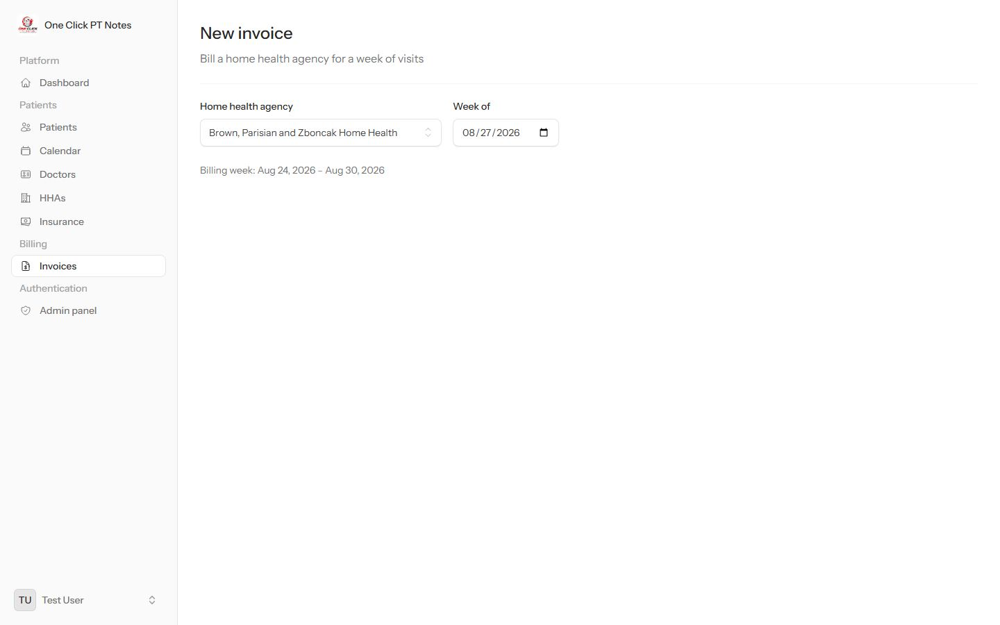 One Click PT Notes
Platform
Dashboard
Patients
Patients
Calendar
Doctors
HHAs
Insurance
Billing
Invoices
Authentication
Admin panel
TU Test User
New invoice
Bill a home health agency for a week of visits
Home health agency
Brown, Parisian and Zboncak Home Health
Week of
08/27/2026
Billing week: Aug 24, 2026 – Aug 30, 2026